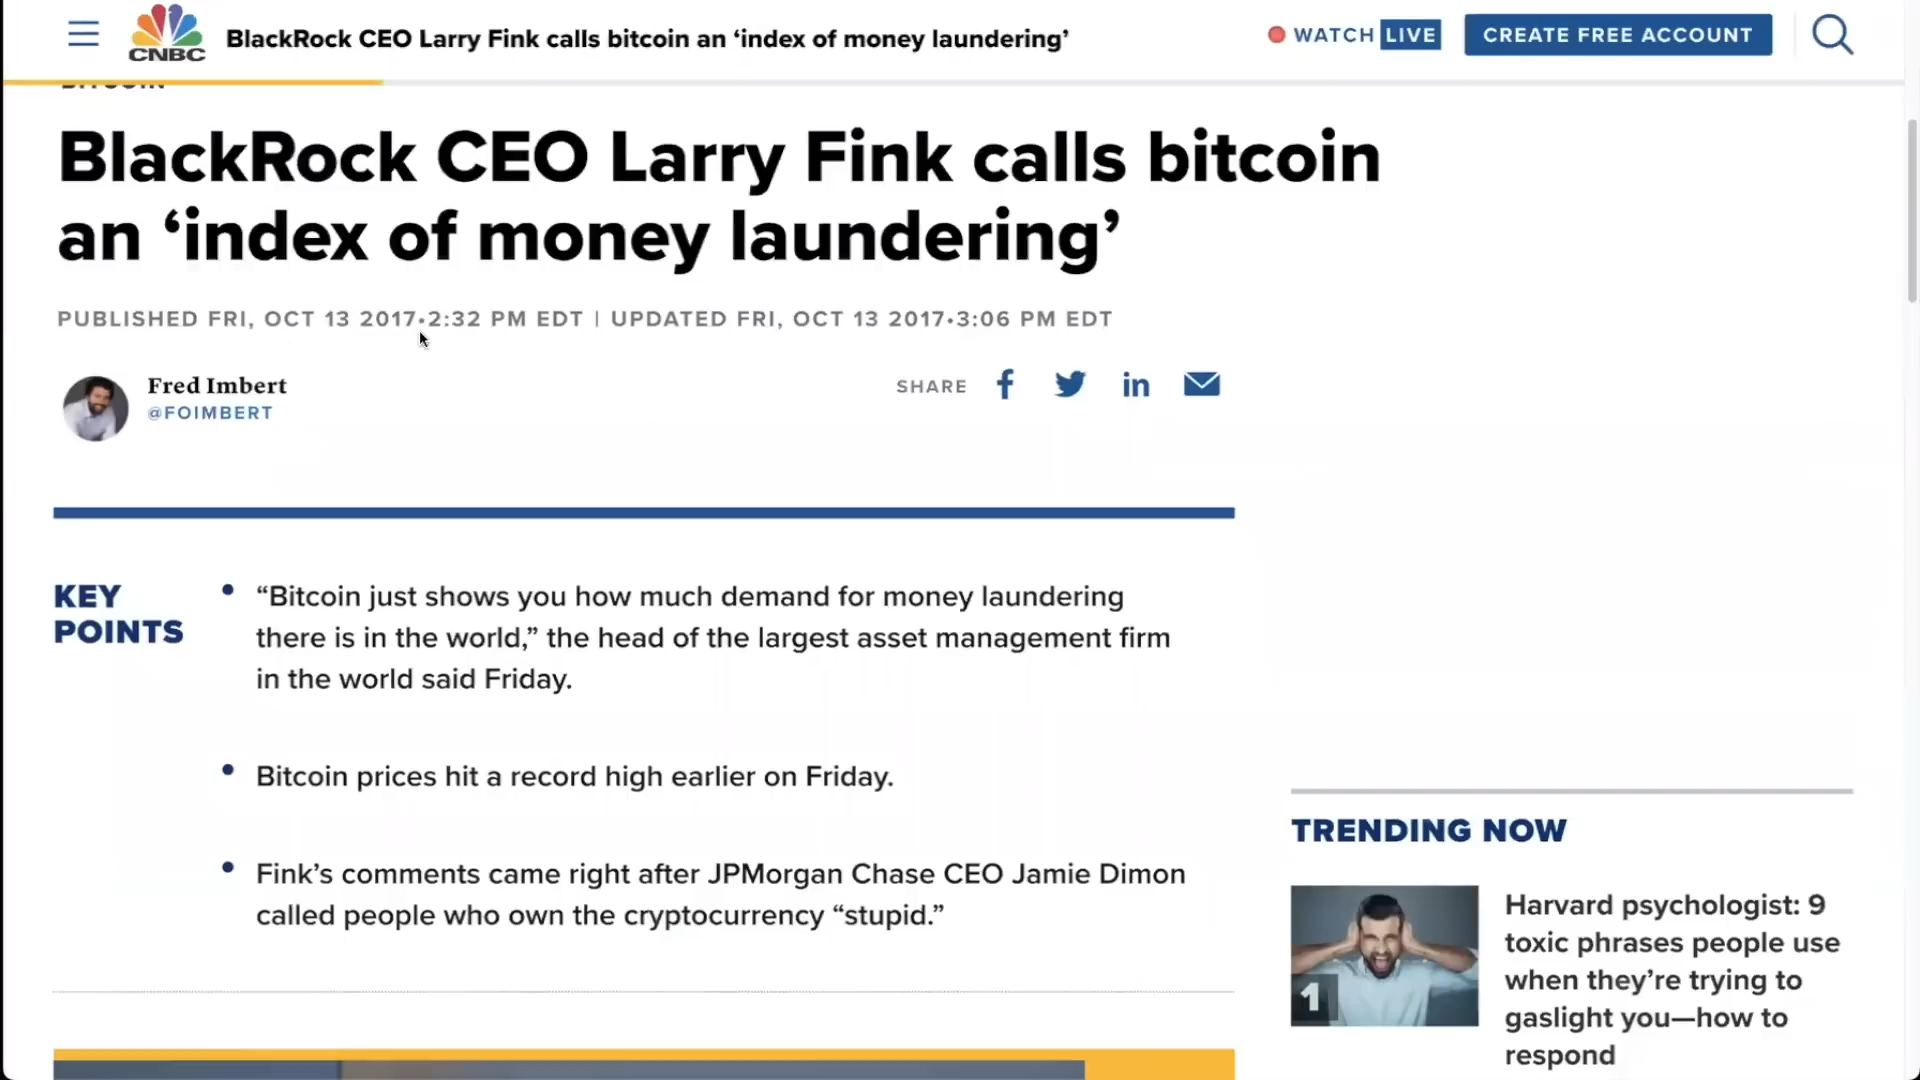 CNBC
BlackRock CEO Larry Fink calls bitcoin an ‘index of money laundering’
WATCH LIVE
CREATE FREE ACCOUNT
BITCOIN
BlackRock CEO Larry Fink calls bitcoin
an ‘index of money laundering’
PUBLISHED FRI, OCT 13 2017•2:32 PM EDT | UPDATED FRI, OCT 13 2017•3:06 PM EDT
Fred Imbert
@FOIMBERT
SHARE
KEY
POINTS
“Bitcoin just shows you how much demand for money laundering
there is in the world,” the head of the largest asset management firm
in the world said Friday.
Bitcoin prices hit a record high earlier on Friday.
Fink’s comments came right after JPMorgan Chase CEO Jamie Dimon
called people who own the cryptocurrency “stupid.”
TRENDING NOW
1
Harvard psychologist: 9
toxic phrases people use
when they’re trying to
gaslight you—how to
respond